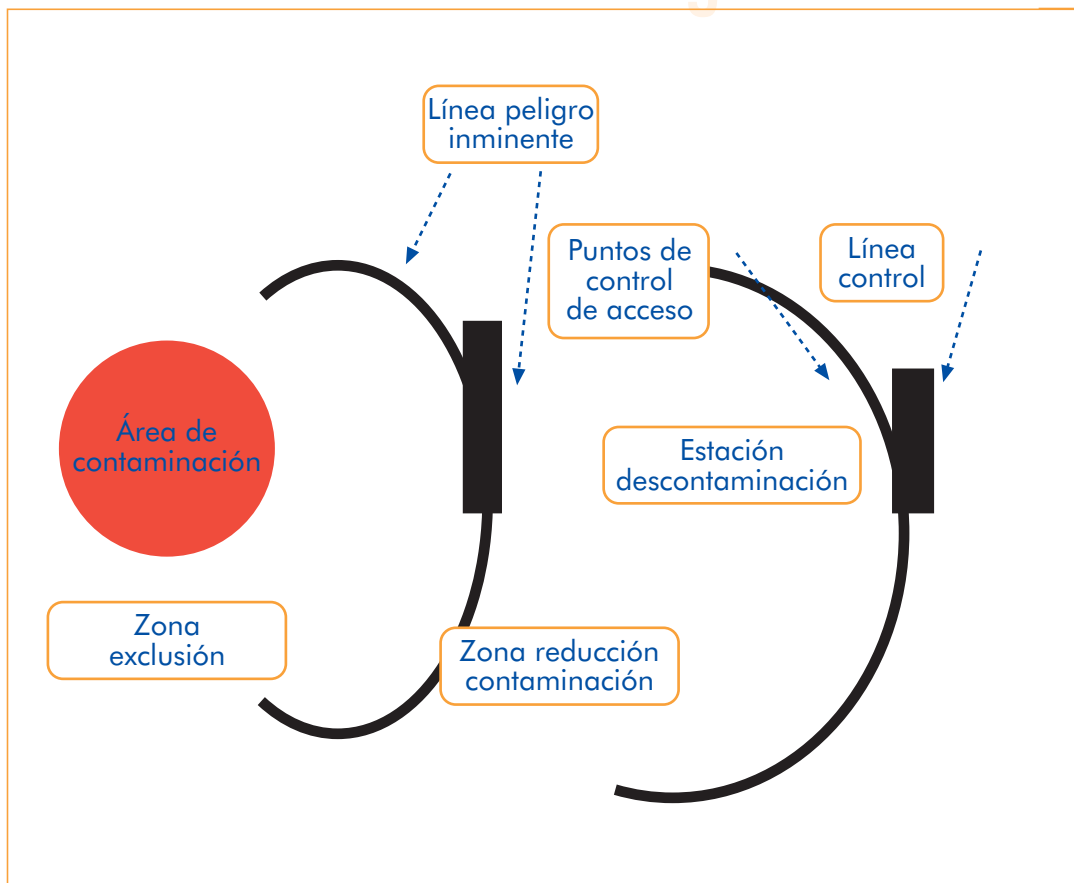 Línea peligro
inminente
Puntos de
control
de acceso
Línea
control
Área de
contaminación
Estación
descontaminación
Zona
exclusión
Zona reducción
contaminación